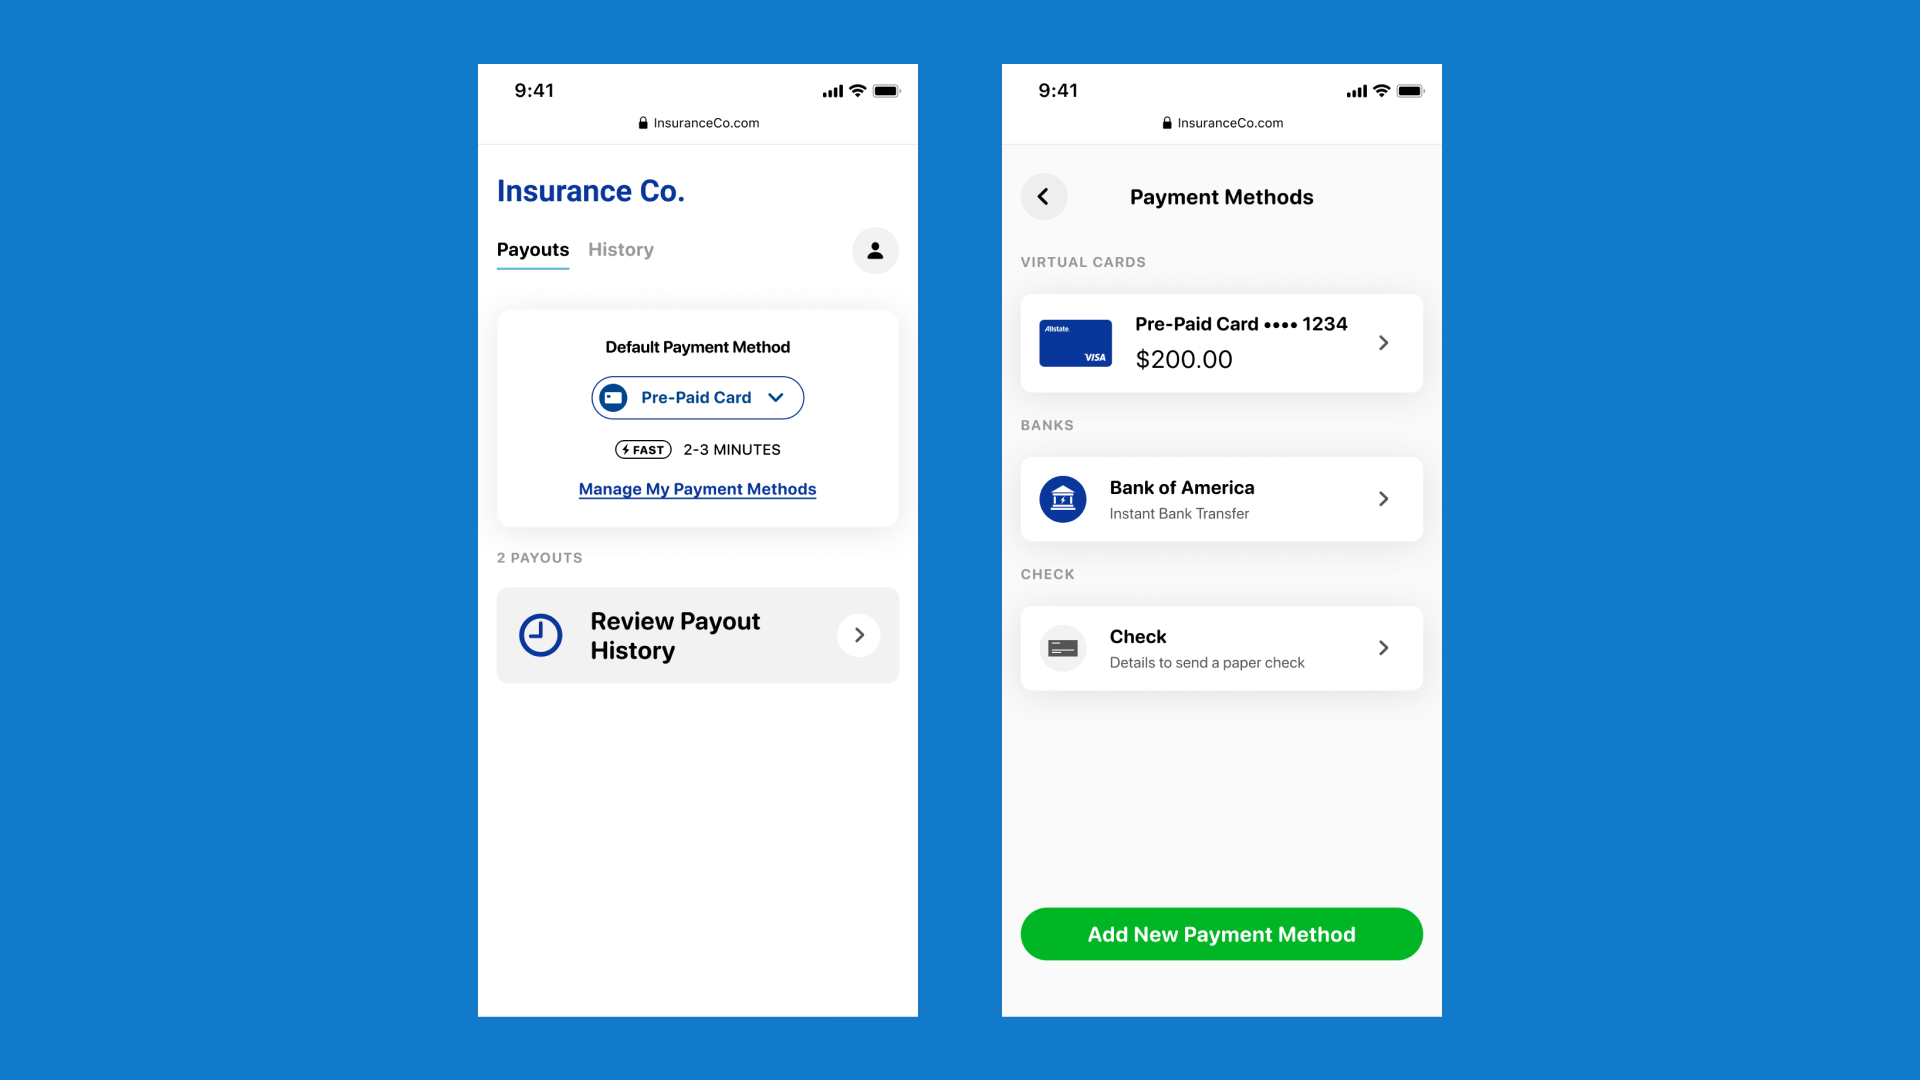 9:41
InsuranceCo.com
Insurance Co.
Payouts History
Default Payment Method
Pre-Paid Card
FAST 2-3 MINUTES
Manage My Payment Methods
2 PAYOUTS
Review Payout
History
9:41
InsuranceCo.com
Payment Methods
VIRTUAL CARDS
Allstate
VISA
Pre-Paid Card •••• 1234
$200.00
BANKS
Bank of America
Instant Bank Transfer
CHECK
Check
Details to send a paper check
Add New Payment Method